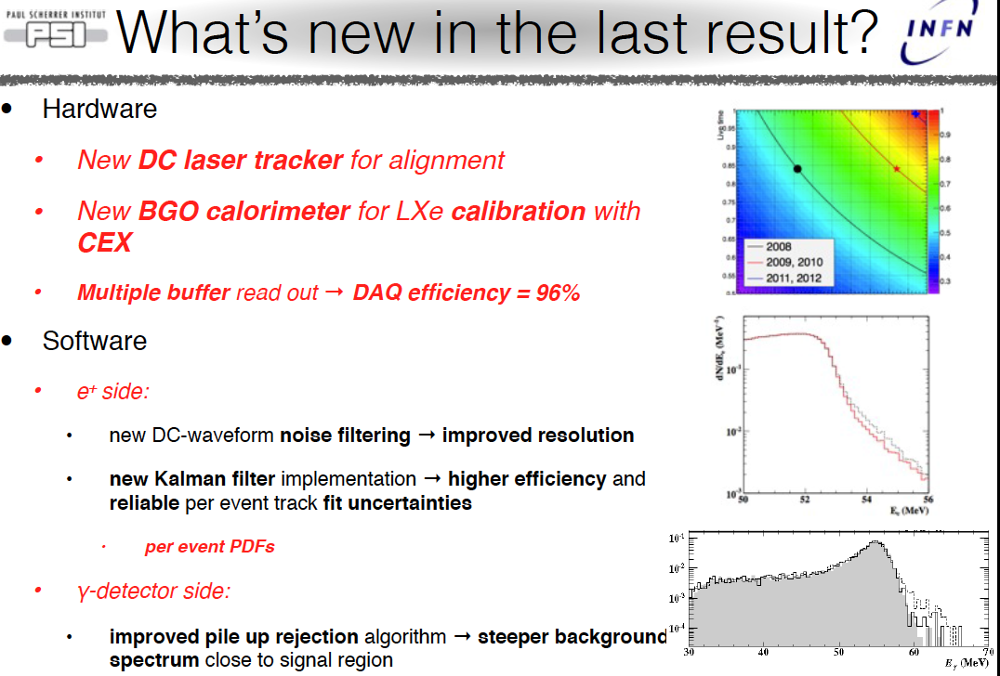 PAUL SCHERRER INSTITUT
PSI
What's new in the last result?
INFN
• Hardware
• New DC laser tracker for alignment
• New BGO calorimeter for LXe calibration with
CEX
• Multiple buffer read out → DAQ efficiency = 96%
• Software
• e⁺ side:
• new DC-waveform noise filtering → improved resolution
• new Kalman filter implementation → higher efficiency and
reliable per event track fit uncertainties
• per event PDFs
• γ-detector side:
• improved pile up rejection algorithm → steeper background
spectrum close to signal region
Live time
1
0.95
0.9
0.85
0.8
0.75
0.7
0.65
0.6
0.55
0.5
2008
2009, 2010
2011, 2012
1
0.9
0.8
0.7
0.6
0.5
0.4
0.3
dN/dEₑ (MeV⁻¹)
10⁻¹
10⁻²
10⁻³
50 52 54 56
Eₑ (MeV)
10⁻¹
10⁻²
10⁻³
10⁻⁴
30 40 50 60 70
Eᵧ (MeV)